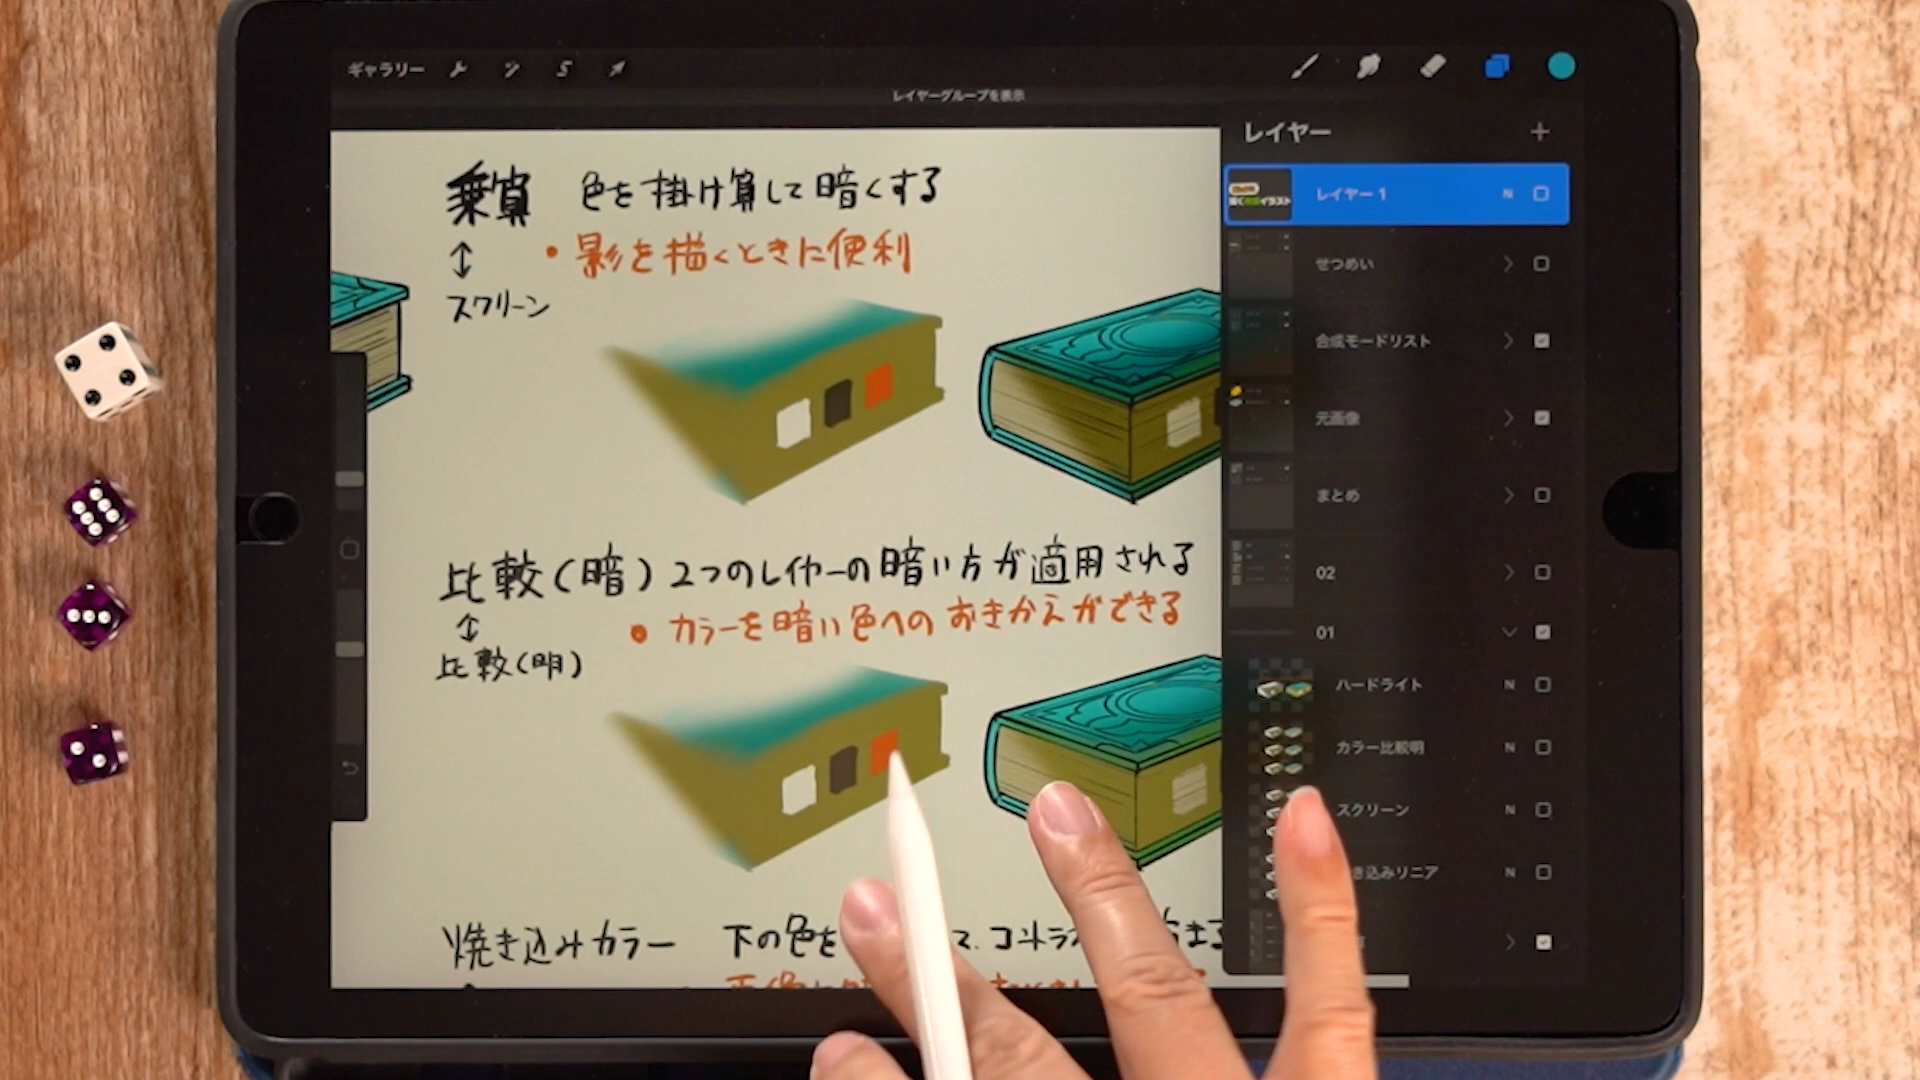 ギャラリー
レイヤーグループを表示
レイヤー
乗算 色を掛け算して暗くする
・影を描くときに便利
スクリーン
比較(暗) 2つのレイヤーの暗い方が適用される
・カラーを暗い色へのおきかえができる
比較(明)
焼き込みカラー 下の色を
レイヤー 1 N
せつめい
合成モードリスト
元画像
まとめ
02
01
ハードライト N
カラー比較明 N
スクリーン N
き込みリニア N